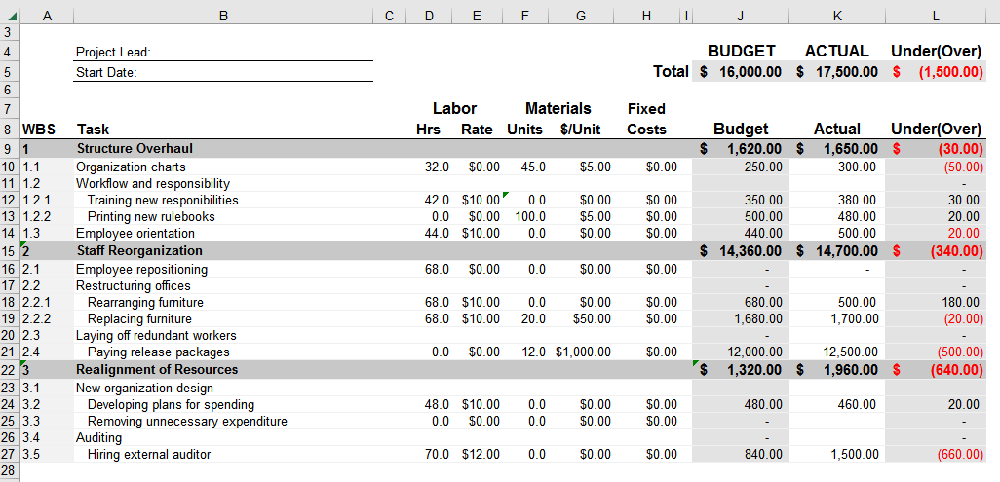 A B C D E F G H I J K L
3
4 Project Lead: BUDGET ACTUAL Under(Over)
5 Start Date: Total $ 16,000.00 $ 17,500.00 $ (1,500.00)
6
7 Labor Materials Fixed
8 WBS Task Hrs Rate Units $/Unit Costs Budget Actual Under(Over)
9 1 Structure Overhaul $ 1,620.00 $ 1,650.00 $ (30.00)
10 1.1 Organization charts 32.0 $0.00 45.0 $5.00 $0.00 250.00 300.00 (50.00)
11 1.2 Workflow and responsibility -
12 1.2.1 Training new responibilities 42.0 $10.00 0.0 $0.00 $0.00 350.00 380.00 30.00
13 1.2.2 Printing new rulebooks 0.0 $0.00 100.0 $5.00 $0.00 500.00 480.00 20.00
14 1.3 Employee orientation 44.0 $10.00 0.0 $0.00 $0.00 440.00 500.00 20.00
15 2 Staff Reorganization $ 14,360.00 $ 14,700.00 $ (340.00)
16 2.1 Employee repositioning 68.0 $0.00 0.0 $0.00 $0.00 - - -
17 2.2 Restructuring offices - -
18 2.2.1 Rearranging furniture 68.0 $10.00 0.0 $0.00 $0.00 680.00 500.00 180.00
19 2.2.2 Replacing furniture 68.0 $10.00 20.0 $50.00 $0.00 1,680.00 1,700.00 (20.00)
20 2.3 Laying off redundant workers - -
21 2.4 Paying release packages 0.0 $0.00 12.0 $1,000.00 $0.00 12,000.00 12,500.00 (500.00)
22 3 Realignment of Resources $ 1,320.00 $ 1,960.00 $ (640.00)
23 3.1 New organization design - -
24 3.2 Developing plans for spending 48.0 $10.00 0.0 $0.00 $0.00 480.00 460.00 20.00
25 3.3 Removing unnecessary expenditure 0.0 $0.00 0.0 $0.00 $0.00 - -
26 3.4 Auditing - -
27 3.5 Hiring external auditor 70.0 $12.00 0.0 $0.00 $0.00 840.00 1,500.00 (660.00)
28